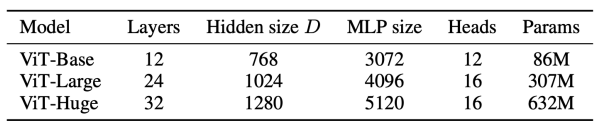 Model Layers Hidden size D MLP size Heads Params
ViT-Base 12 768 3072 12 86M
ViT-Large 24 1024 4096 16 307M
ViT-Huge 32 1280 5120 16 632M